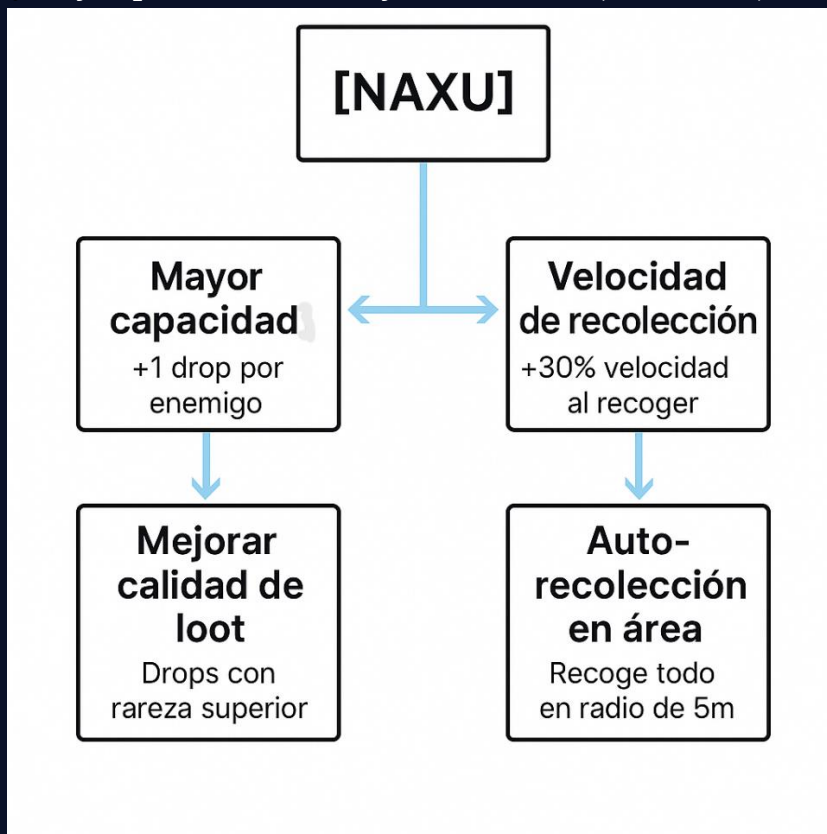 [NAXU]
Mayor
capacidad
+1 drop por
enemigo
Velocidad
de recolección
+30% velocidad
al recoger
Mejorar
calidad de
loot
Drops con
rareza superior
Auto-
recolección
en área
Recoge todo
en radio de 5m